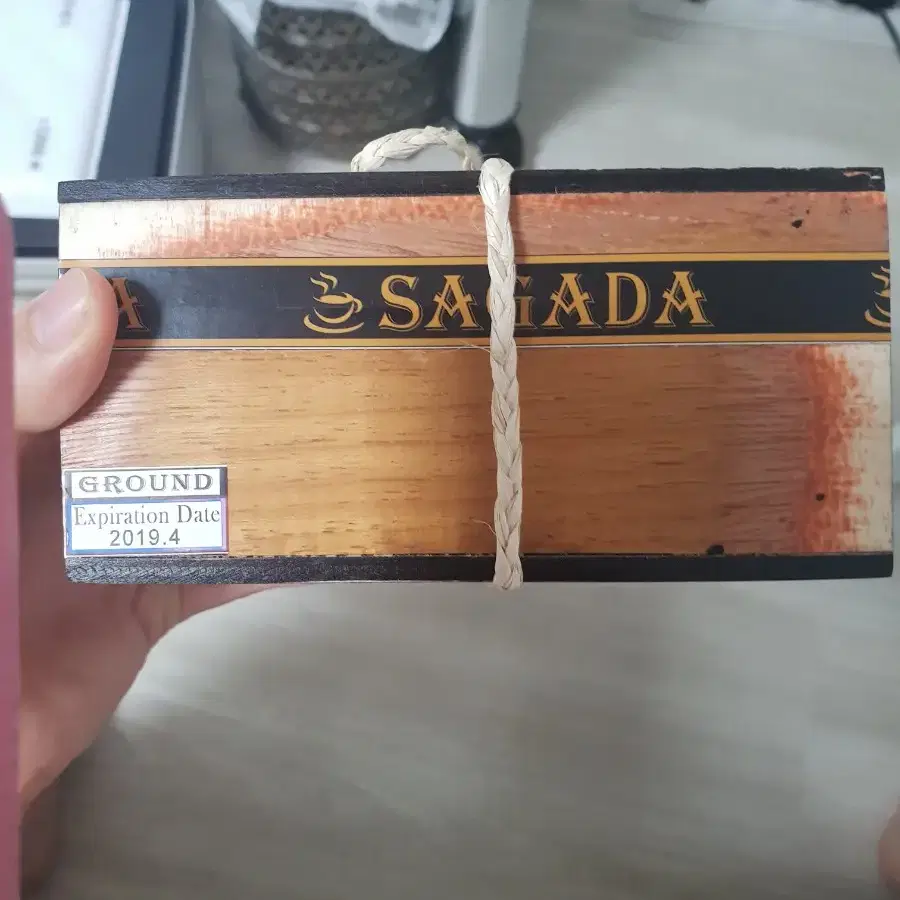 A SAGADA
GROUND
Expiration Date
2019.4